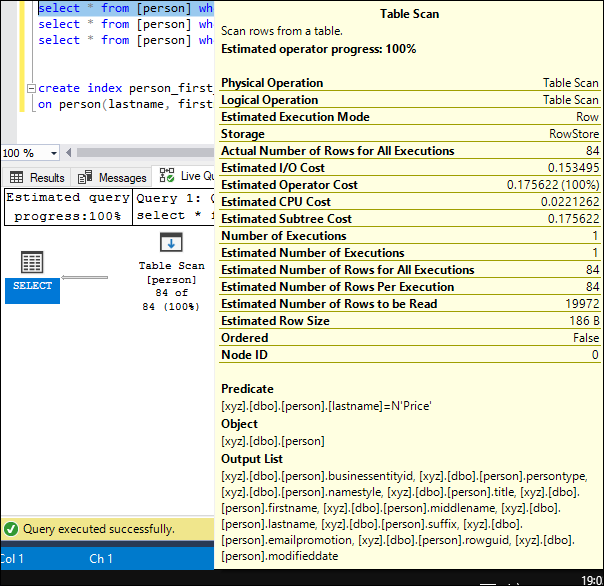 select * from [person] wh
select * from [person] wh
select * from [person] wh
create index person_first_
on person(lastname, first
100 %
Results Messages Live Qu
Estimated query progress:100%
Query 1: (
select * f
SELECT
Table Scan
[person]
84 of
84 (100%)
Query executed successfully.
Col 1 Ch 1
Table Scan
Scan rows from a table.
Estimated operator progress: 100%
Physical Operation Table Scan
Logical Operation Table Scan
Estimated Execution Mode Row
Storage RowStore
Actual Number of Rows for All Executions 84
Estimated I/O Cost 0.153495
Estimated Operator Cost 0.175622 (100%)
Estimated CPU Cost 0.0221262
Estimated Subtree Cost 0.175622
Number of Executions 1
Estimated Number of Executions 1
Estimated Number of Rows for All Executions 84
Estimated Number of Rows Per Execution 84
Estimated Number of Rows to be Read 19972
Estimated Row Size 186 B
Ordered False
Node ID 0
Predicate
[xyz].[dbo].[person].[lastname]=N'Price'
Object
[xyz].[dbo].[person]
Output List
[xyz].[dbo].[person].businessentityid, [xyz].[dbo].[person].persontype,
[xyz].[dbo].[person].namestyle, [xyz].[dbo].[person].title, [xyz].[dbo].
[person].firstname, [xyz].[dbo].[person].middlename, [xyz].[dbo].
[person].lastname, [xyz].[dbo].[person].suffix, [xyz].[dbo].
[person].emailpromotion, [xyz].[dbo].[person].rowguid, [xyz].[dbo].
[person].modifieddate
19:0